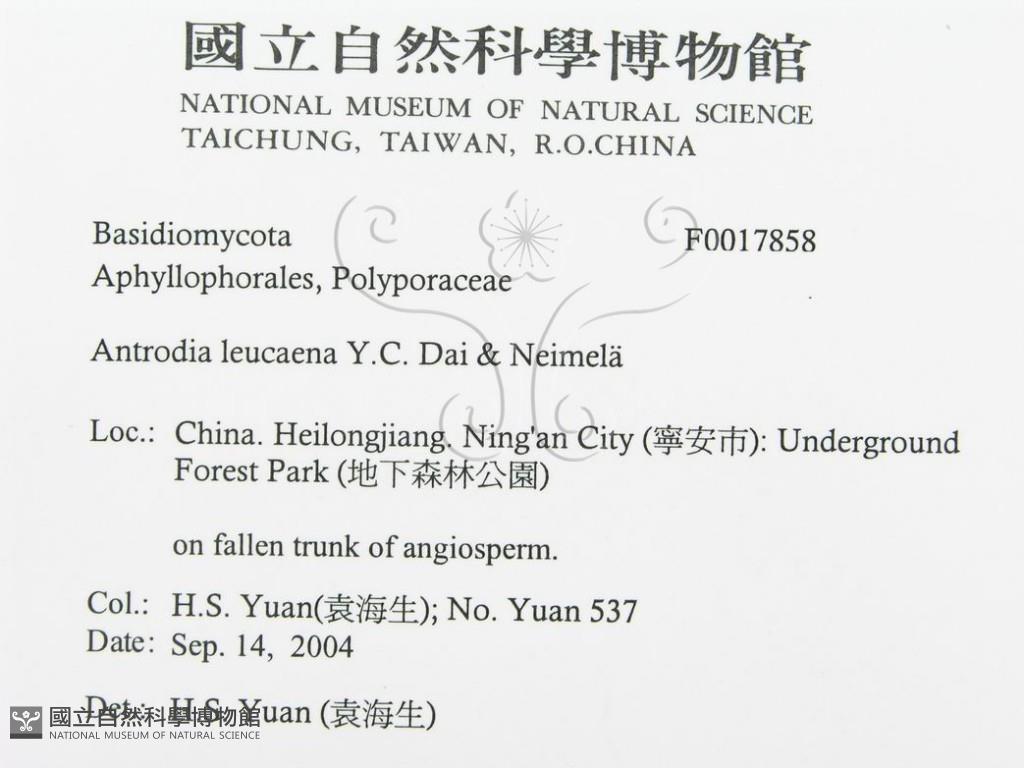 國立自然科學博物館
NATIONAL MUSEUM OF NATURAL SCIENCE
TAICHUNG, TAIWAN, R.O.CHINA
Basidiomycota F0017858
Aphyllophorales, Polyporaceae
Antrodia leucaena Y.C. Dai & Neimelä
Loc.: China. Heilongjiang. Ning'an City (寧安市): Underground
Forest Park (地下森林公園)
on fallen trunk of angiosperm.
Col.: H.S. Yuan(袁海生); No. Yuan 537
Date: Sep. 14, 2004
Det.: H.S. Yuan (袁海生)
國立自然科學博物館
NATIONAL MUSEUM OF NATURAL SCIENCE